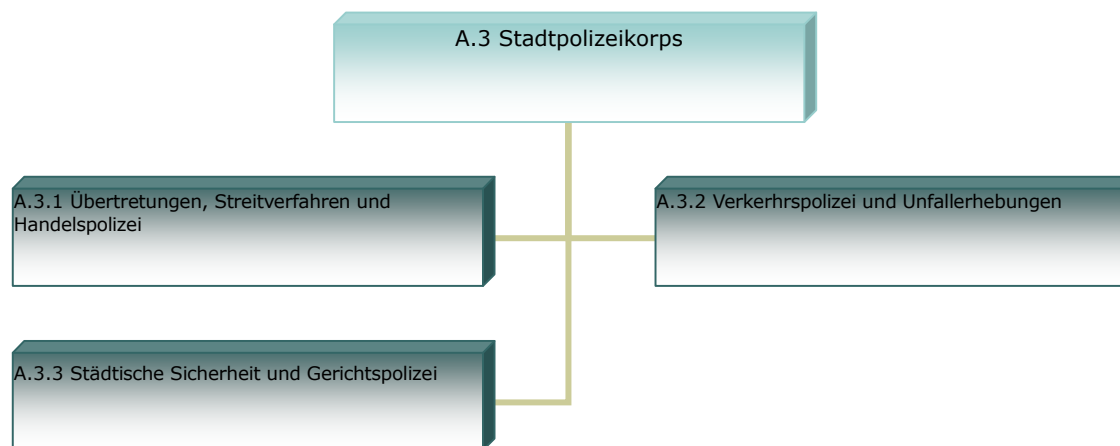 A.3 Stadtpolizeikorps
A.3.1 Übertretungen, Streitverfahren und
Handelspolizei
A.3.2 Verkerhrspolizei und Unfallerhebungen
A.3.3 Städtische Sicherheit und Gerichtspolizei